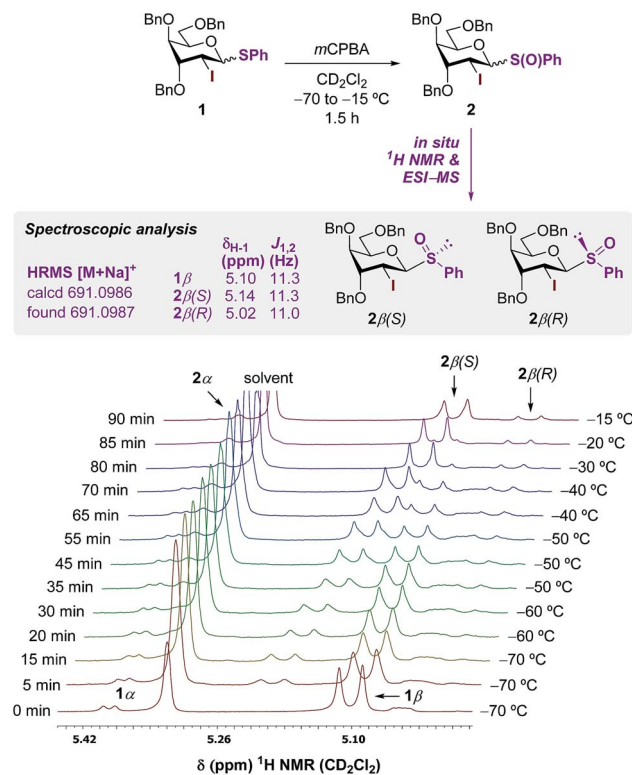 BnO OBn
O SPh
I
BnO
1
mCPBA
CD2Cl2
–70 to –15 ºC
1.5 h
BnO OBn
O S(O)Ph
I
BnO
2
in situ
1H NMR &
ESI–MS
Spectroscopic analysis
δH-1 J1,2
(ppm) (Hz)
HRMS [M+Na]+ 1β 5.10 11.3
calcd 691.0986 2β(S) 5.14 11.3
found 691.0987 2β(R) 5.02 11.0
BnO OBn
O O
S
Ph
I
BnO
2β(S)
BnO OBn
O S O
Ph
I
BnO
2β(R)
2α solvent 2β(S) 2β(R)
90 min –15 ºC
85 min –20 ºC
80 min –30 ºC
70 min –40 ºC
65 min –40 ºC
55 min –50 ºC
45 min –50 ºC
35 min –50 ºC
30 min –60 ºC
20 min –60 ºC
15 min –70 ºC
5 min –70 ºC
1α 1β
0 min –70 ºC
5.42 5.26 5.10
δ (ppm) 1H NMR (CD2Cl2)